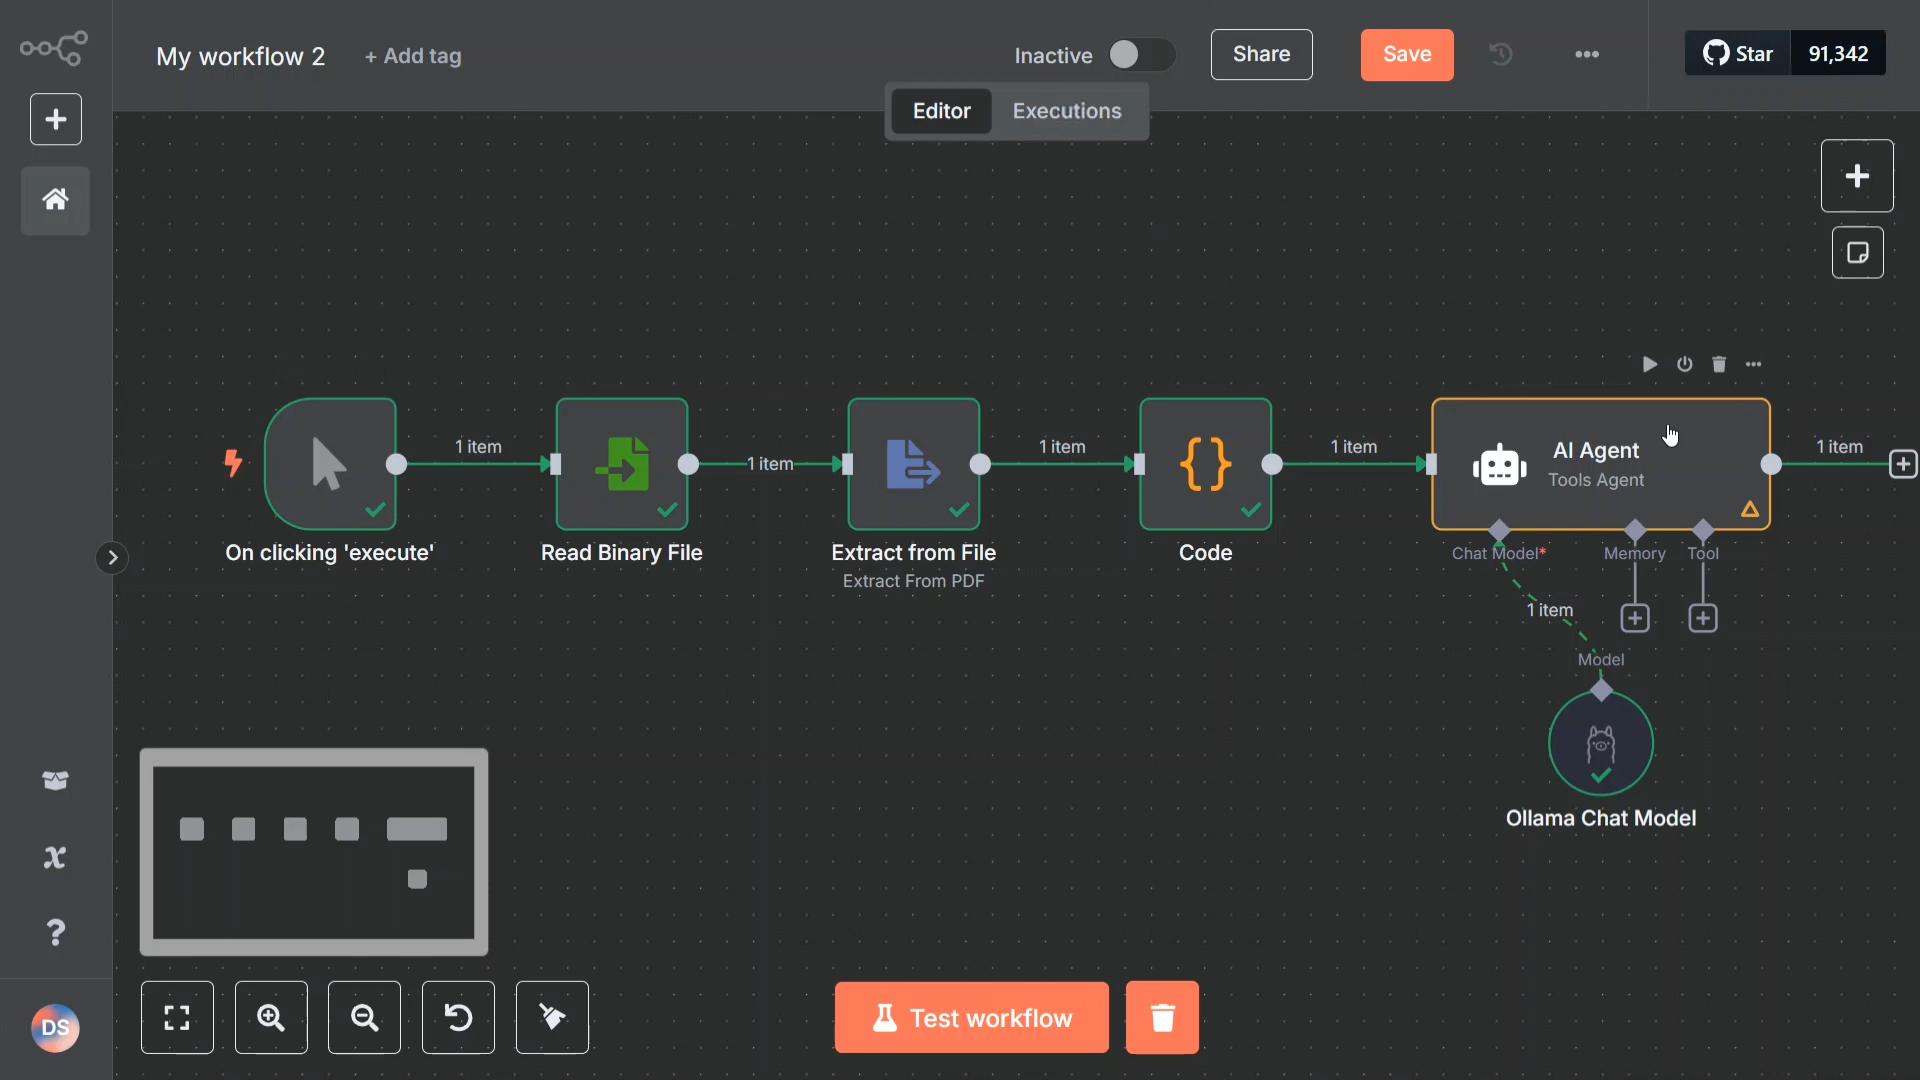 My workflow 2
+ Add tag
Inactive
Share
Save
Star
91,342
Editor
Executions
1 item
1 item
1 item
1 item
1 item
AI Agent
Tools Agent
On clicking 'execute'
Read Binary File
Extract from File
Extract From PDF
Code
Chat Model*
Memory
Tool
1 item
Model
Ollama Chat Model
DS
Test workflow